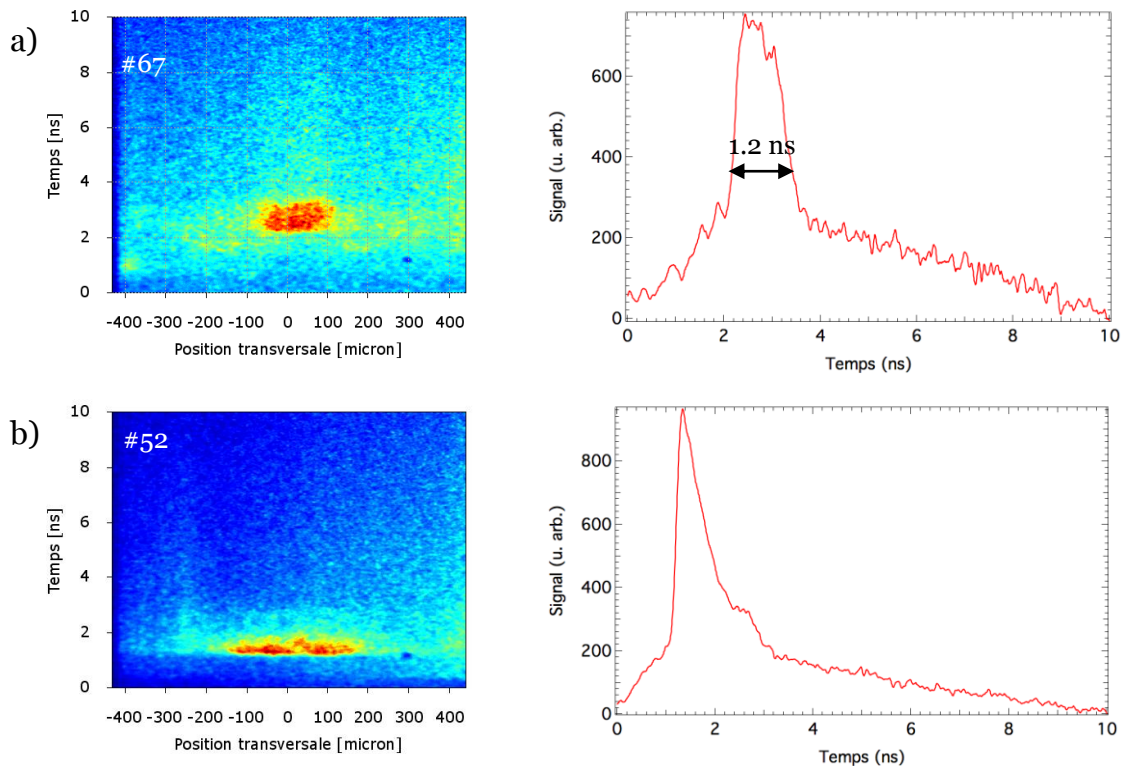 a)
#67
10
8
6
4
2
0
Temps [ns]
-400 -300 -200 -100 0 100 200 300 400
Position transversale [micron]
600
400
200
0
Signal (u. arb.)
1.2 ns
0 2 4 6 8 10
Temps (ns)
b)
#52
10
8
6
4
2
0
Temps [ns]
-400 -300 -200 -100 0 100 200 300 400
Position transversale [micron]
800
600
400
200
0
Signal (u. arb.)
0 2 4 6 8 10
Temps (ns)